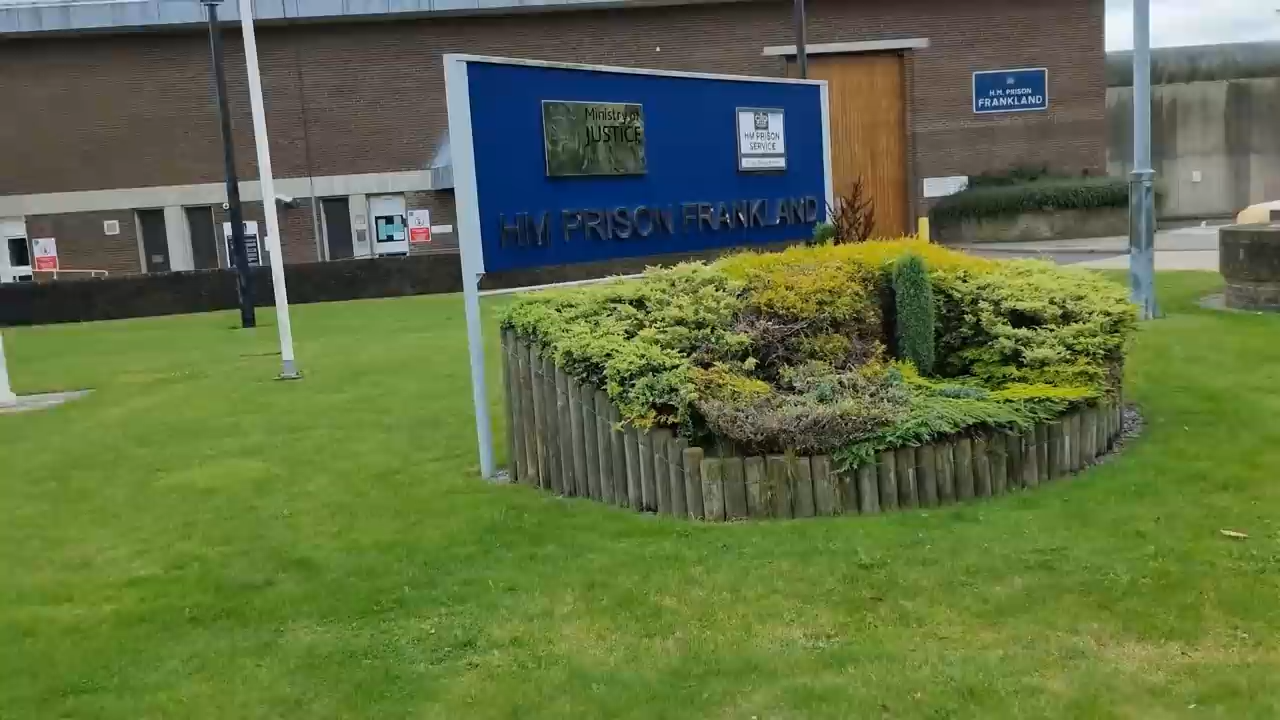 Ministry of
JUSTICE
HM PRISON
SERVICE
HM PRISON FRANKLAND
H.M. PRISON
FRANKLAND